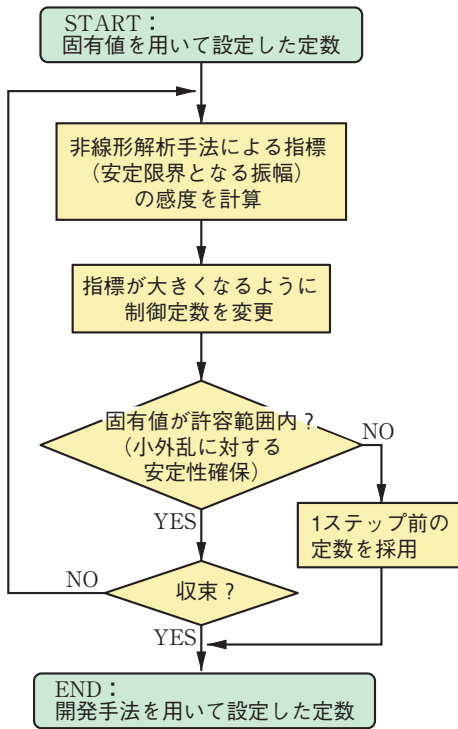 START：
固有値を用いて設定した定数
非線形解析手法による指標
（安定限界となる振幅）
の感度を計算
指標が大きくなるように
制御定数を変更
固有値が許容範囲内？
（小外乱に対する
安定性確保）
NO
YES
1ステップ前の
定数を採用
NO
収束？
YES
END：
開発手法を用いて設定した定数